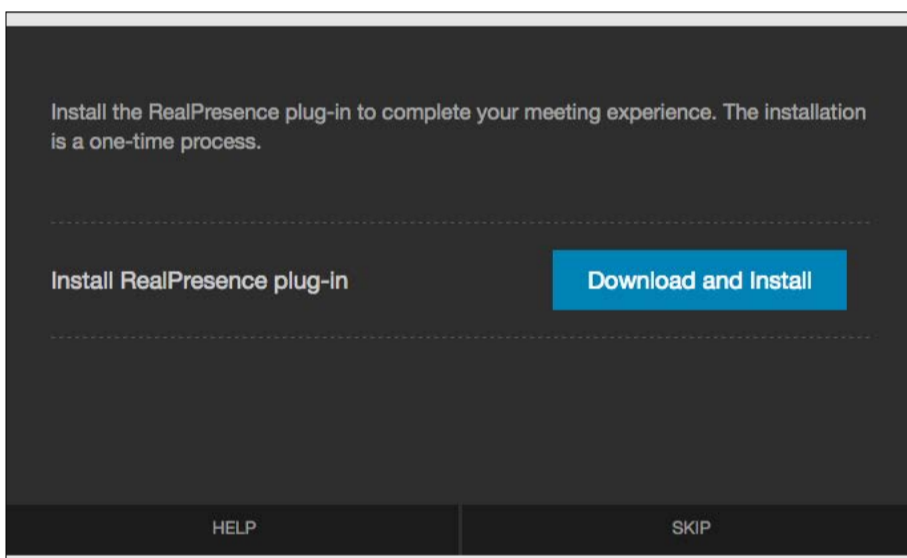 Install the RealPresence plug-in to complete your meeting experience. The installation
is a one-time process.
Install RealPresence plug-in
Download and Install
HELP
SKIP